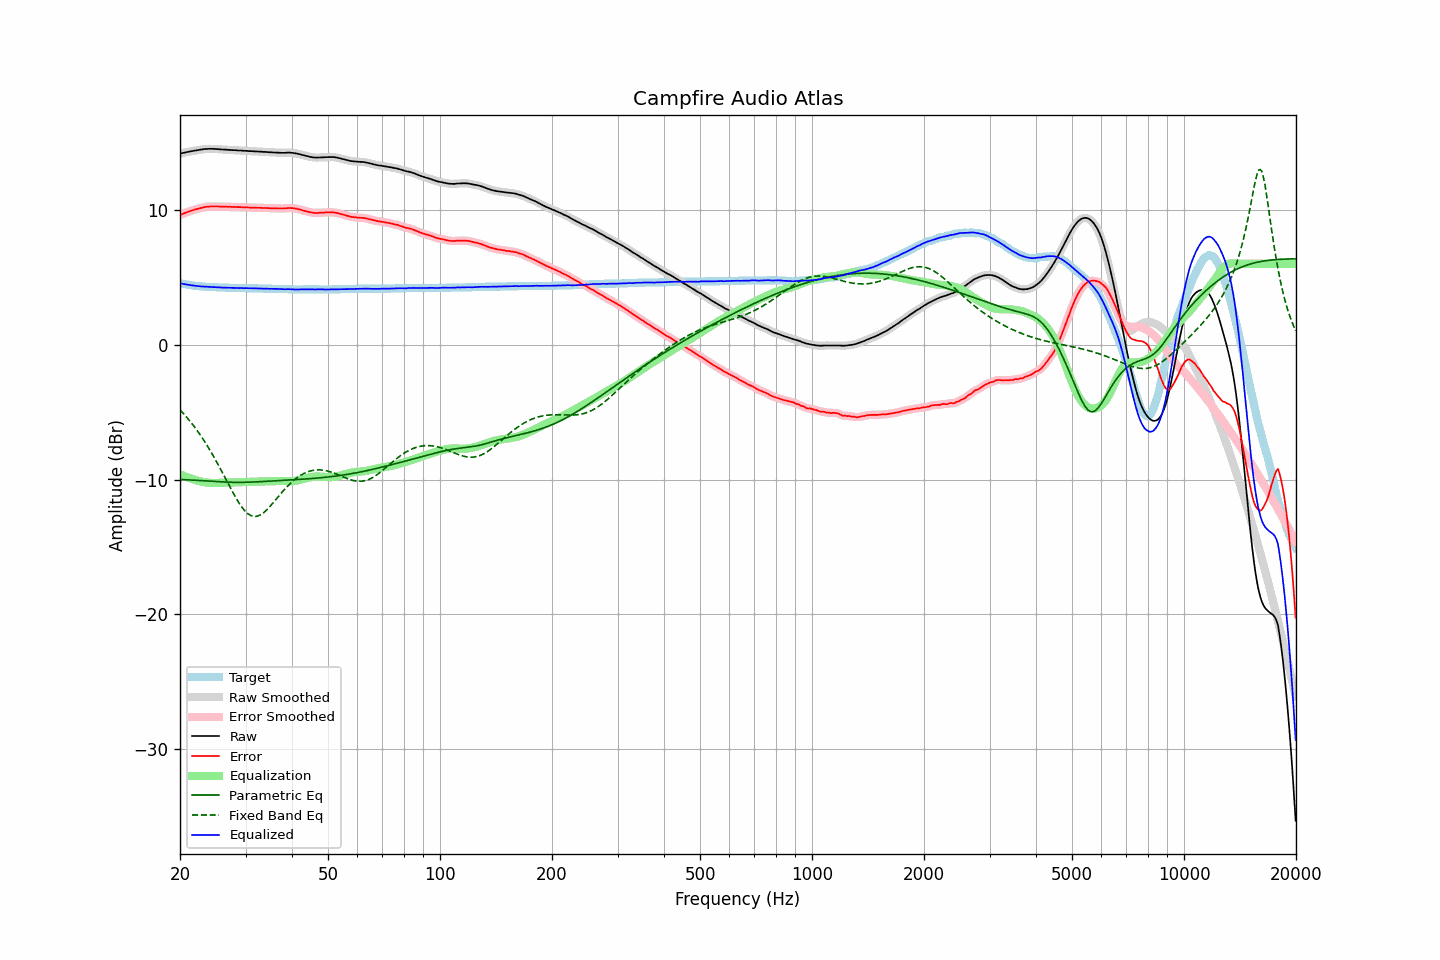 Campfire Audio Atlas
10
0
−10
−20
−30
Amplitude (dBr)
Target
Raw Smoothed
Error Smoothed
Raw
Error
Equalization
Parametric Eq
Fixed Band Eq
Equalized
20 50 100 200 500 1000 2000 5000 10000 20000
Frequency (Hz)